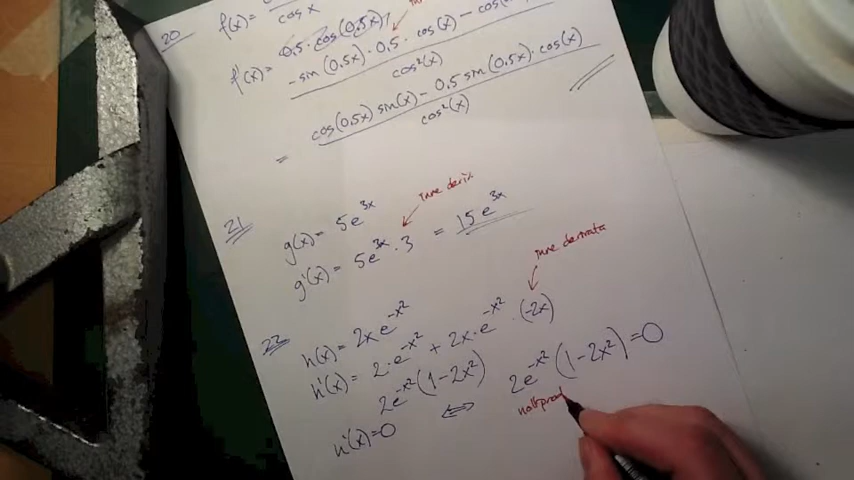 20
f(x) =
cos x
0,5 · cos(0,5x)
f'(x) = -sin(0.5x) · 0.5 · cos(x) - cos
cos²(x)
= cos(0.5x) sin(x) - 0.5 sin(0.5x) · cos(x)
cos²(x)
21
g(x) = 5e^{3x}
inre deriv
g'(x) = 5e^{3x} · 3 = 15e^{3x}
inre derivata
22
h(x) = 2x e^{-x²}
h'(x) = 2 · e^{-x²} + 2x · e^{-x²} · (-2x)
2e^{-x²}(1-2x²)
h'(x) = 0 ⇔ 2e^{-x²}(1-2x²) = 0
nollprod